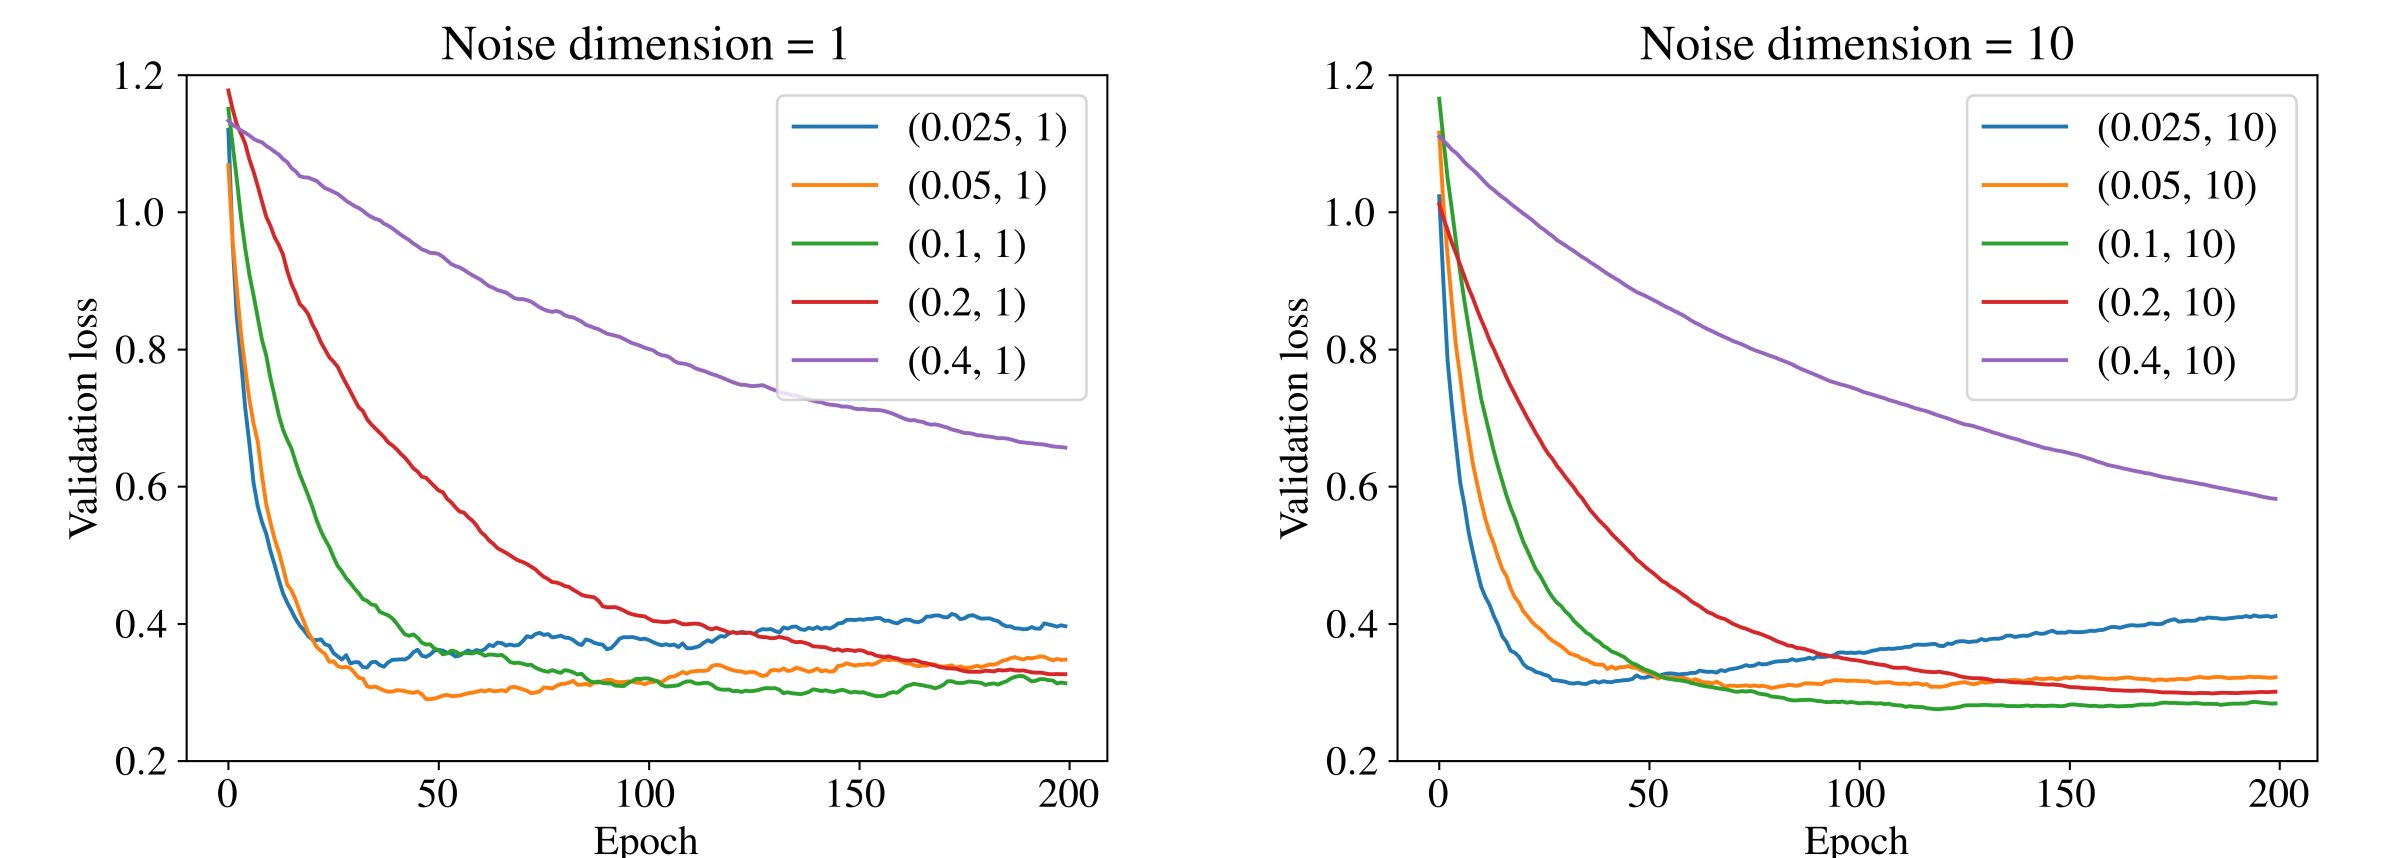 Noise dimension = 1
1.2
1.0
0.8
0.6
0.4
0.2
Validation loss
0 50 100 150 200
Epoch
(0.025, 1)
(0.05, 1)
(0.1, 1)
(0.2, 1)
(0.4, 1)
Noise dimension = 10
1.2
1.0
0.8
0.6
0.4
0.2
Validation loss
0 50 100 150 200
Epoch
(0.025, 10)
(0.05, 10)
(0.1, 10)
(0.2, 10)
(0.4, 10)